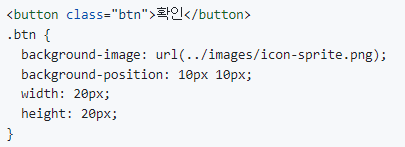 <button class="btn">확인</button>
.btn {
  background-image: url(../images/icon-sprite.png);
  background-position: 10px 10px;
  width: 20px;
  height: 20px;
}